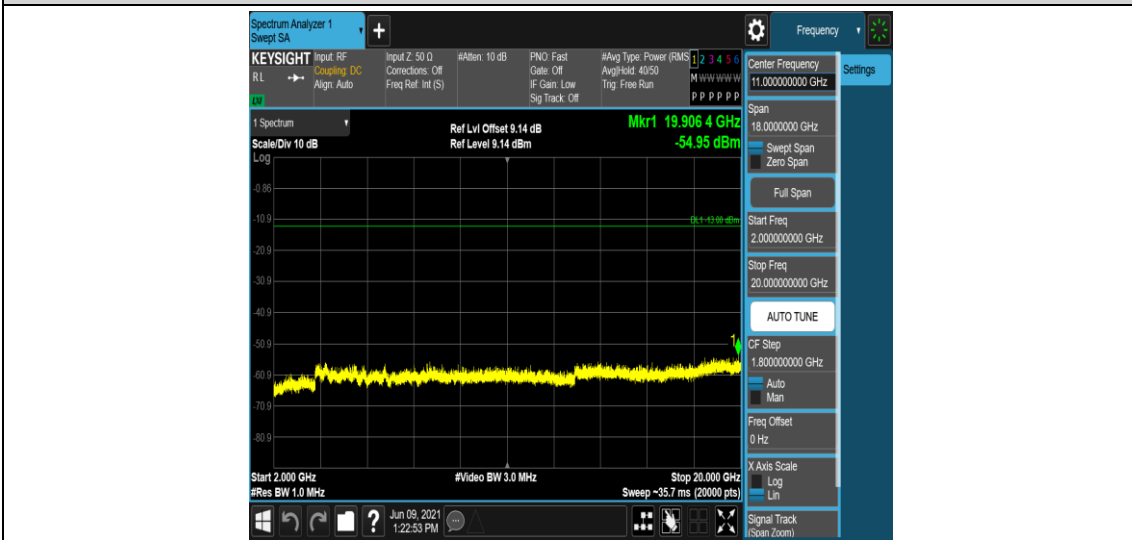 Spectrum Analyzer 1
Swept SA
+
Frequency
KEYSIGHT
RL
LXI
Input: RF
Coupling: DC
Align: Auto
Input Z: 50 Ω
Corrections: Off
Freq Ref: Int (S)
#Atten: 10 dB
PNO: Fast
Gate: Off
IF Gain: Low
Sig Track: Off
#Avg Type: Power (RMS
Avg|Hold: 40/50
Trig: Free Run
1 2 3 4 5 6
M W W W W W
P P P P P P
1 Spectrum
Scale/Div 10 dB
Log
Ref Lvl Offset 9.14 dB
Ref Level 9.14 dBm
Mkr1 19.906 4 GHz
-54.95 dBm
-0.86
-10.9
DL1 -13.00 dBm
-20.9
-30.9
-40.9
-50.9
1
-60.9
-70.9
-80.9
Start 2.000 GHz
#Res BW 1.0 MHz
#Video BW 3.0 MHz
Stop 20.000 GHz
Sweep ~35.7 ms (20000 pts)
?
Jun 09, 2021
1:22:53 PM
Center Frequency
11.000000000 GHz
Settings
Span
18.0000000 GHz
Swept Span
Zero Span
Full Span
Start Freq
2.000000000 GHz
Stop Freq
20.000000000 GHz
AUTO TUNE
CF Step
1.800000000 GHz
Auto
Man
Freq Offset
0 Hz
X Axis Scale
Log
Lin
Signal Track
(Span Zoom)